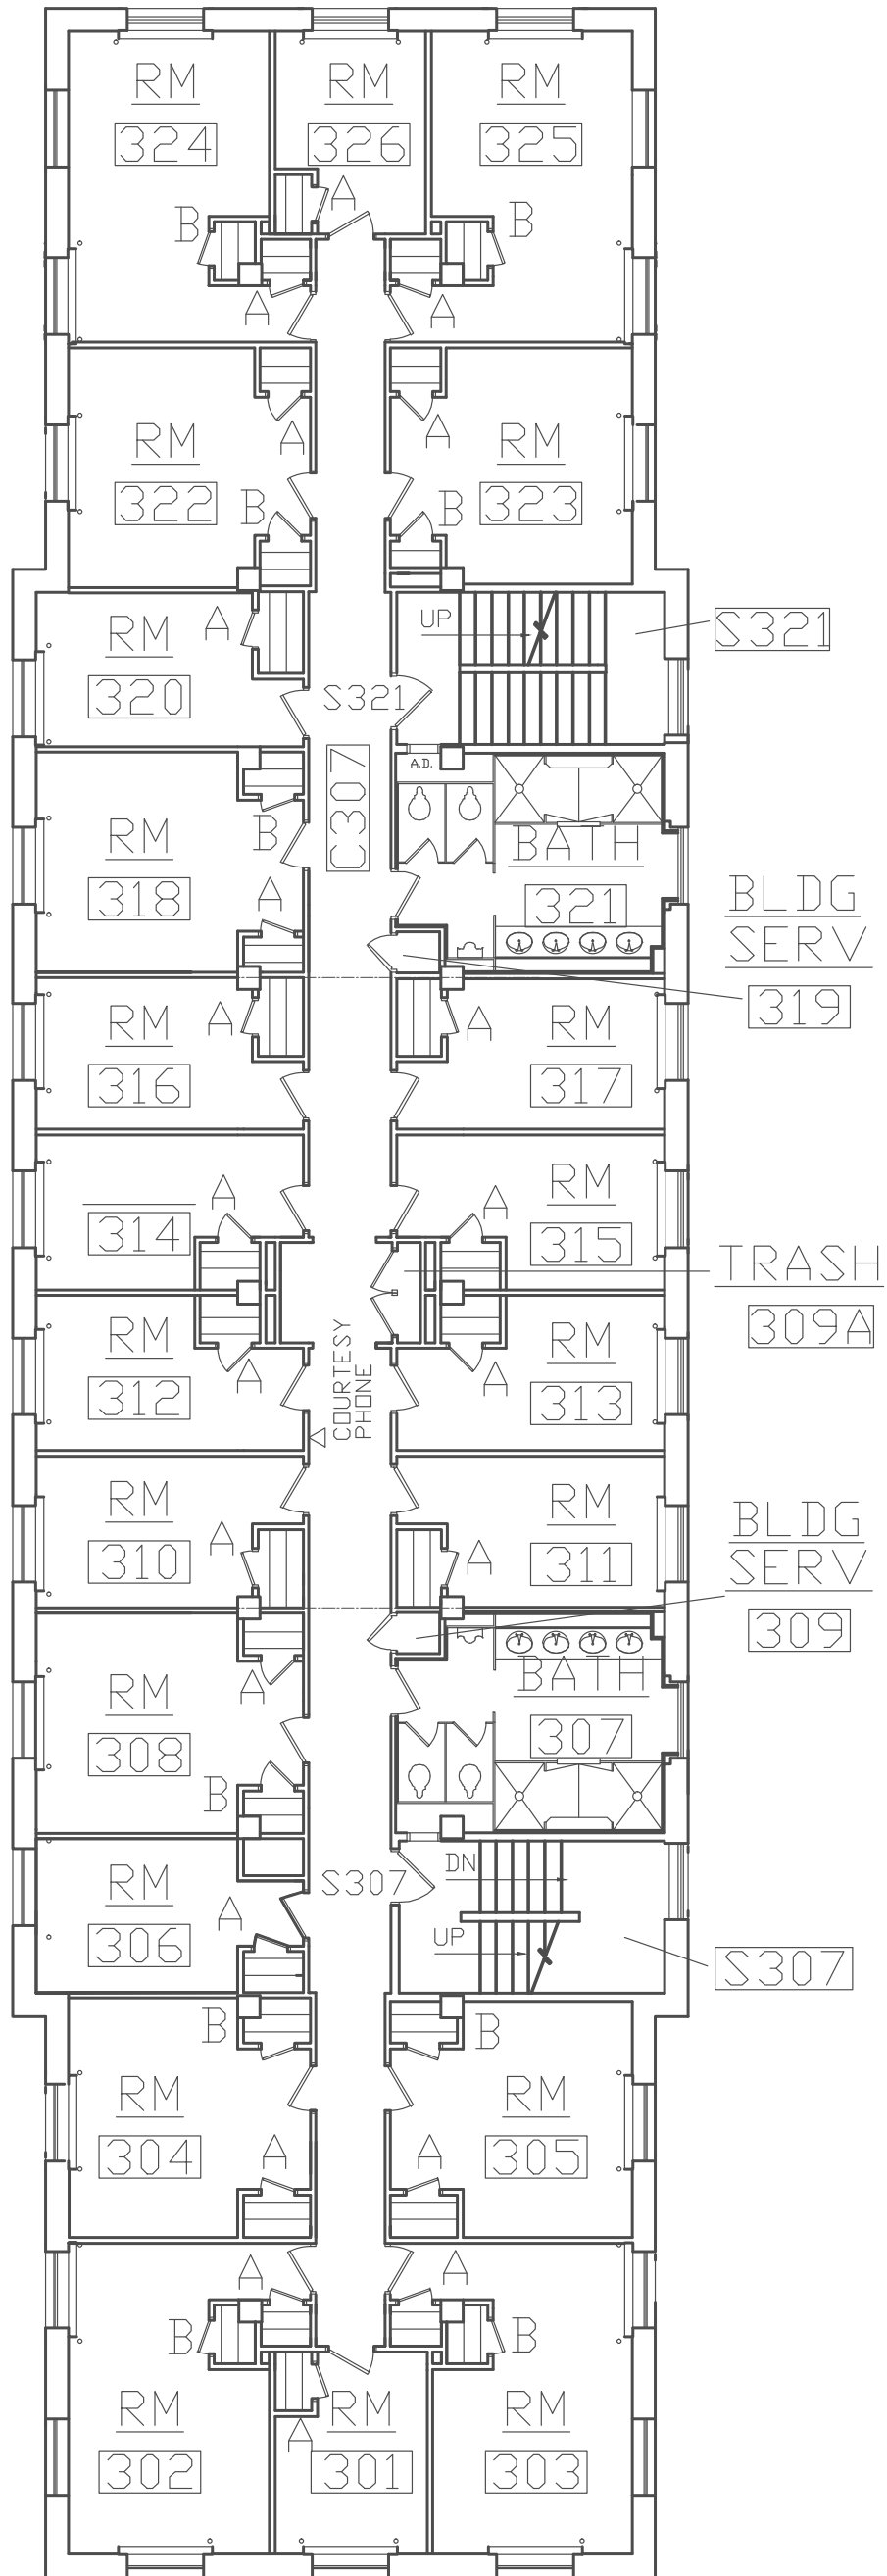 RM
324
RM
326
RM
325
B
A
B
A
A
RM
322
A
B
A
RM
323
B
RM
320
A
UP
S321
S321
C307
A.D.
RM
318
B
A
BATH
321
BLDG
SERV
319
RM
316
A
A
RM
317
314
A
A
RM
315
TRASH
309A
RM
312
A
COURTESY
PHONE
A
RM
313
RM
310
A
A
RM
311
BLDG
SERV
309
RM
308
A
B
BATH
307
RM
306
A
S307
DN
UP
S307
B
RM
304
A
B
RM
305
A
A
B
RM
302
A
B
RM
303
A
RM
301